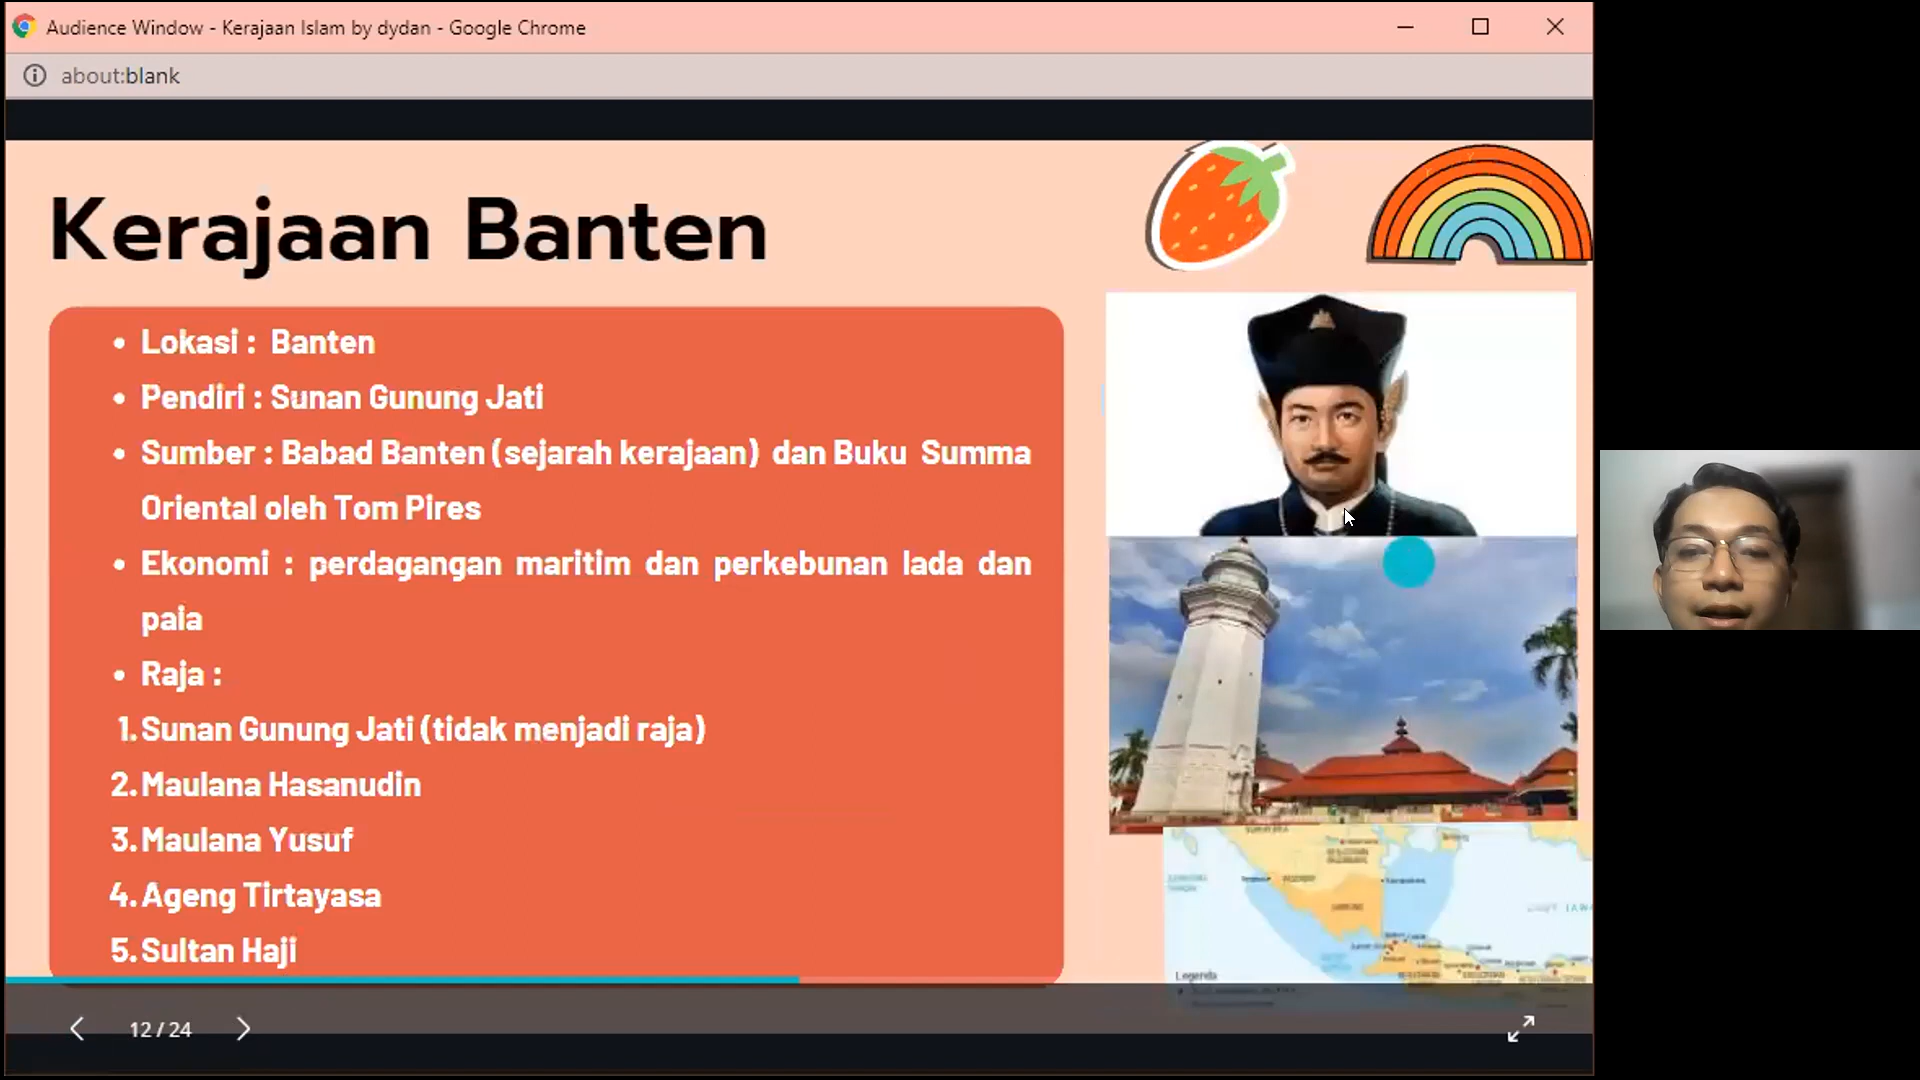 Audience Window - Kerajaan Islam by dydan - Google Chrome
about:blank
Kerajaan Banten
Lokasi : Banten
Pendiri : Sunan Gunung Jati
Sumber : Babad Banten (sejarah kerajaan) dan Buku Summa
Oriental oleh Tom Pires
Ekonomi : perdagangan maritim dan perkebunan lada dan
pala
Raja :
1. Sunan Gunung Jati (tidak menjadi raja)
2. Maulana Hasanudin
3. Maulana Yusuf
4. Ageng Tirtayasa
5. Sultan Haji
Legenda
12 / 24